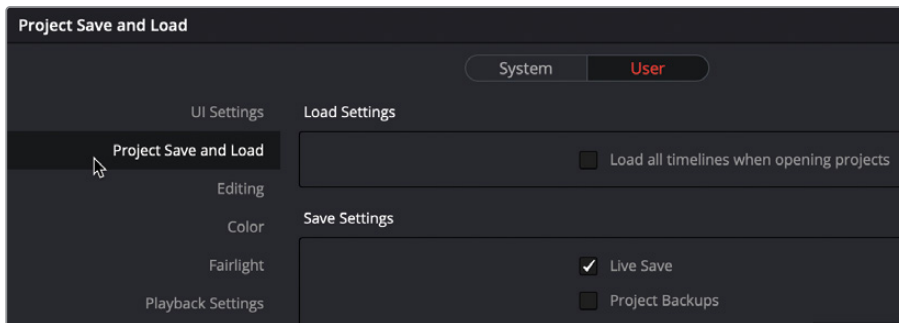 Project Save and Load
System User
UI Settings
Load Settings
Project Save and Load
Load all timelines when opening projects
Editing
Save Settings
Color
Fairlight
Live Save
Playback Settings
Project Backups